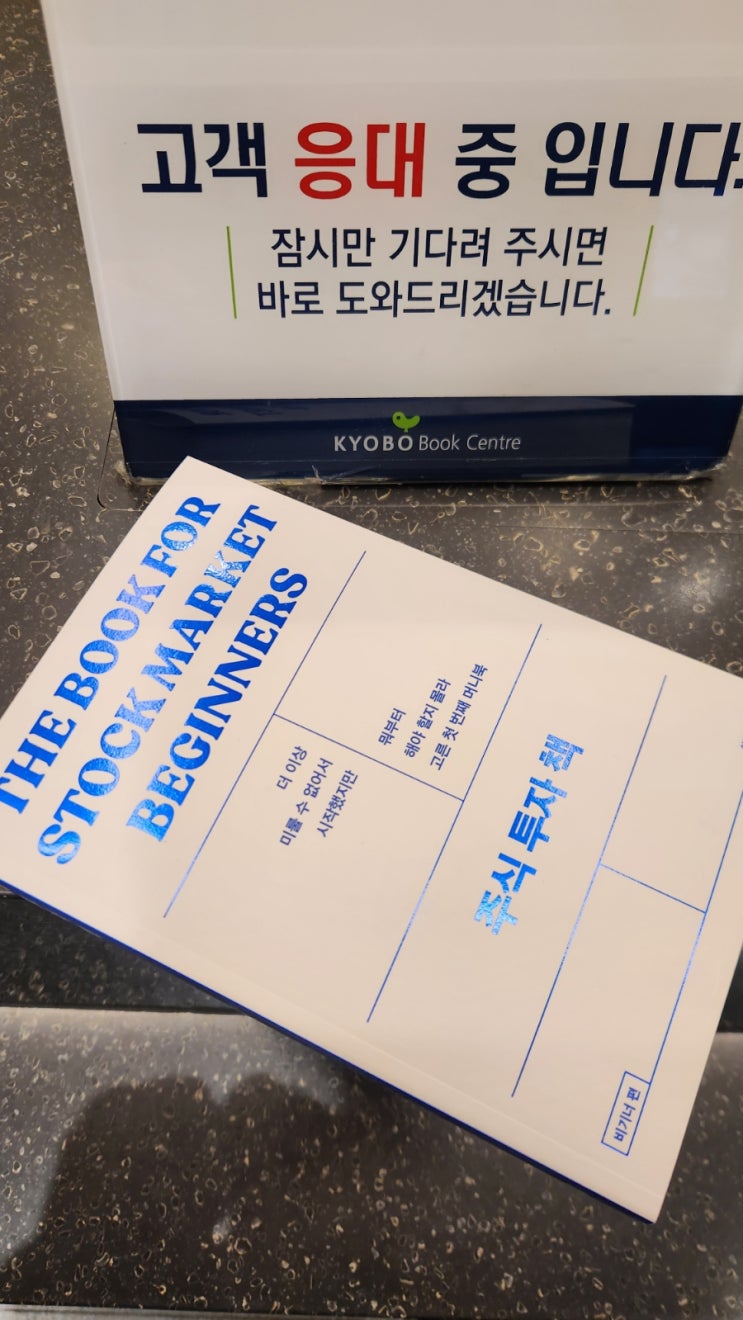 고객 응대 중 입니다.
잠시만 기다려 주시면
바로 도와드리겠습니다.
KYOBO Book Centre
THE BOOK FOR
STOCK MARKET
BEGINNERS
더 이상
미룰 수 없어서
시작했지만
뭐부터
해야 할지 몰라
고른 첫 번째 머니북
주식 투자 책
비기너 편